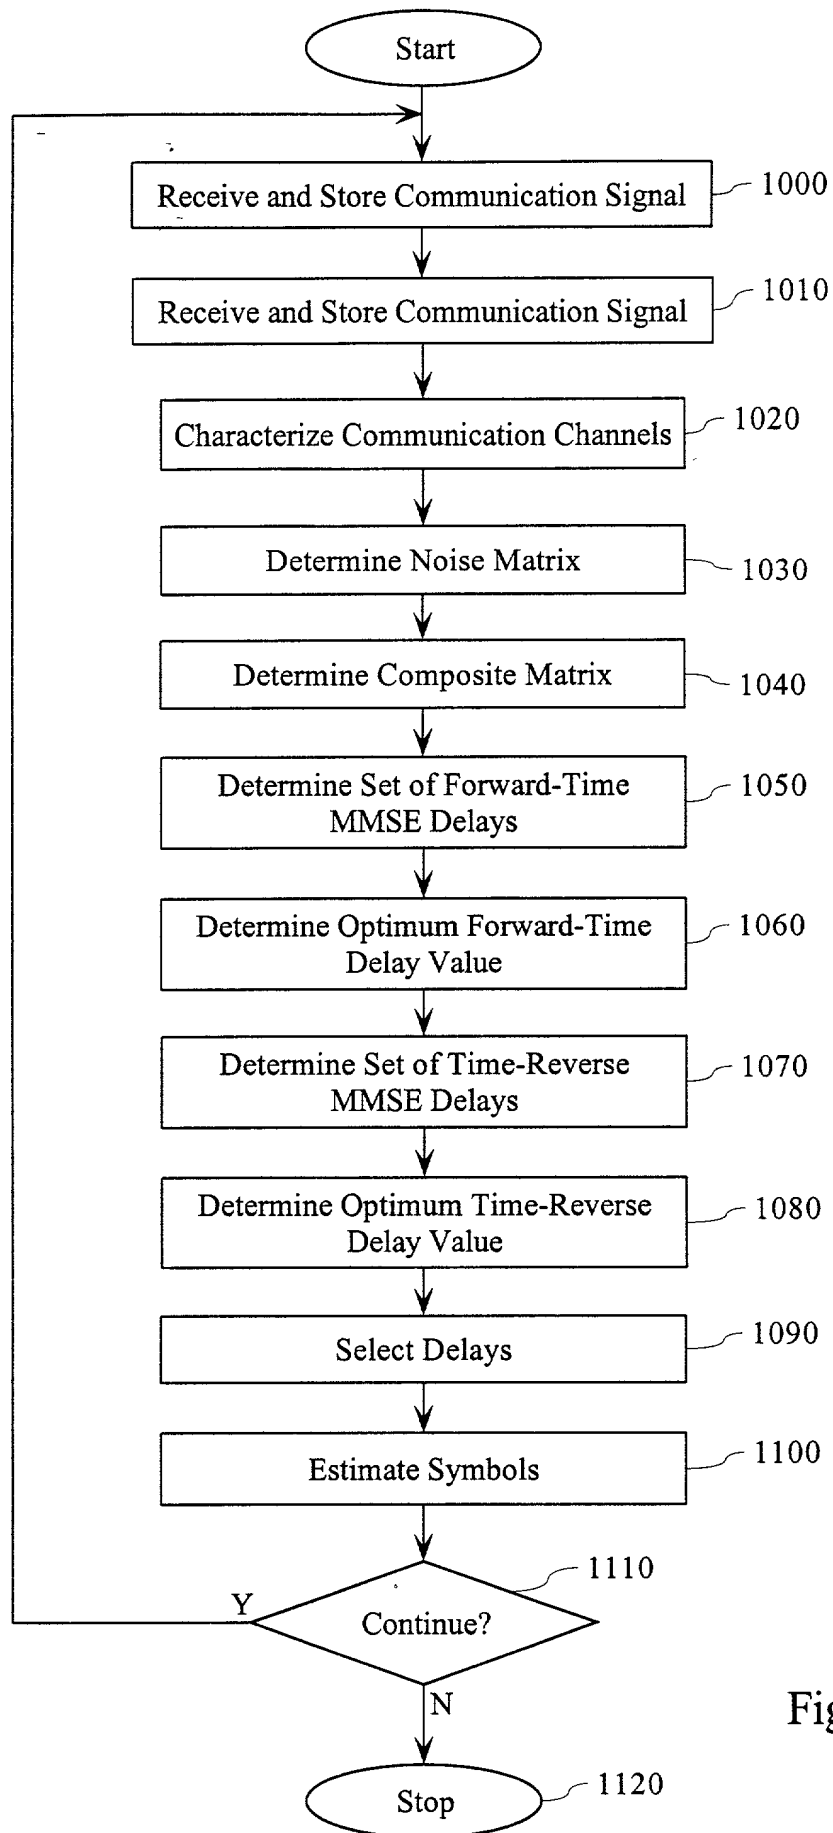 Start
Receive and Store Communication Signal
1000
Receive and Store Communication Signal
1010
Characterize Communication Channels
1020
Determine Noise Matrix
1030
Determine Composite Matrix
1040
Determine Set of Forward-Time
MMSE Delays
1050
Determine Optimum Forward-Time
Delay Value
1060
Determine Set of Time-Reverse
MMSE Delays
1070
Determine Optimum Time-Reverse
Delay Value
1080
Select Delays
1090
Estimate Symbols
1100
1110
Y
Continue?
N
Fig
Stop
1120